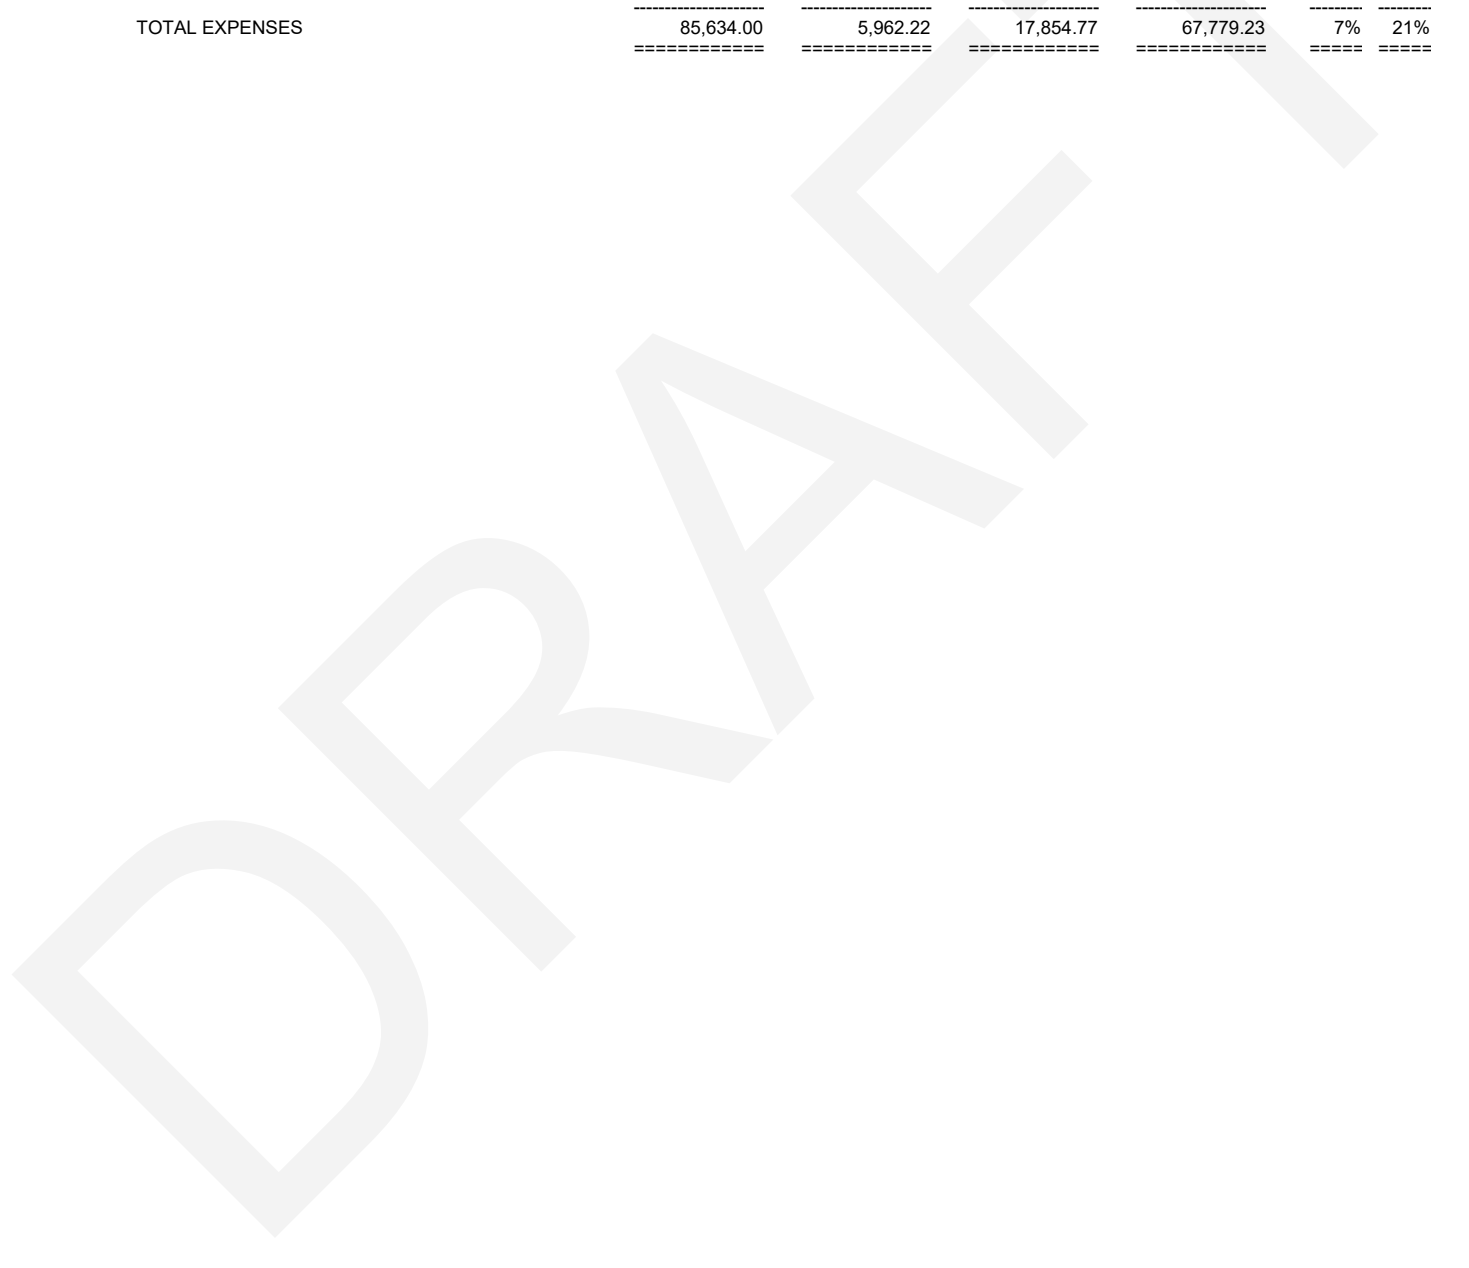 --------------------- --------------------- --------------------- --------------------- --------- ---------
TOTAL EXPENSES 85,634.00 5,962.22 17,854.77 67,779.23 7% 21%
============ ============ ============ ============ ===== =====
DRAFT